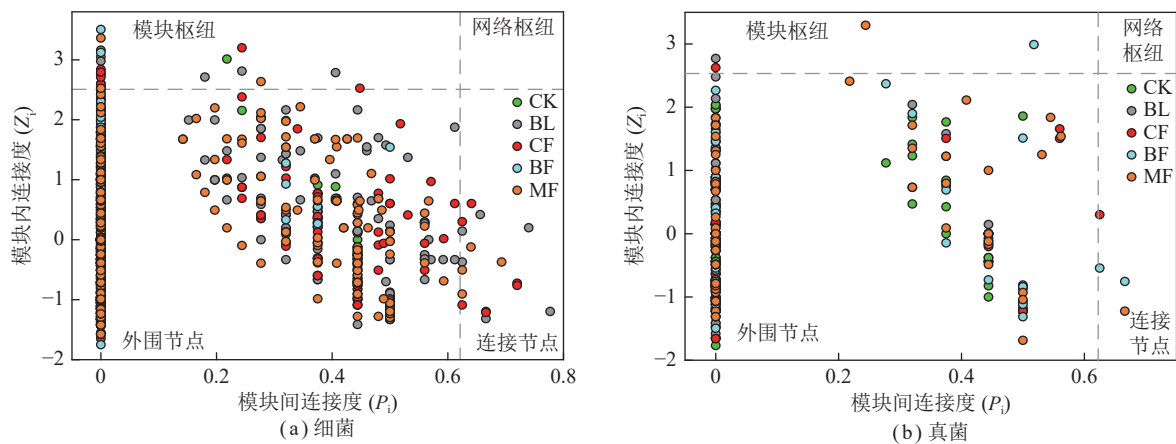 模块枢纽
网络枢纽
3
2
1
0
−1
−2
模块内连接度 (Zi)
CK
BL
CF
BF
MF
外围节点
连接节点
0
0.2
0.4
0.6
0.8
模块间连接度 (Pi)
(a) 细菌
模块枢纽
网络
枢纽
3
2
1
0
−1
−2
模块内连接度 (Zi)
CK
BL
CF
BF
MF
外围节点
连接
节点
0
0.2
0.4
0.6
模块间连接度 (Pi)
(b) 真菌